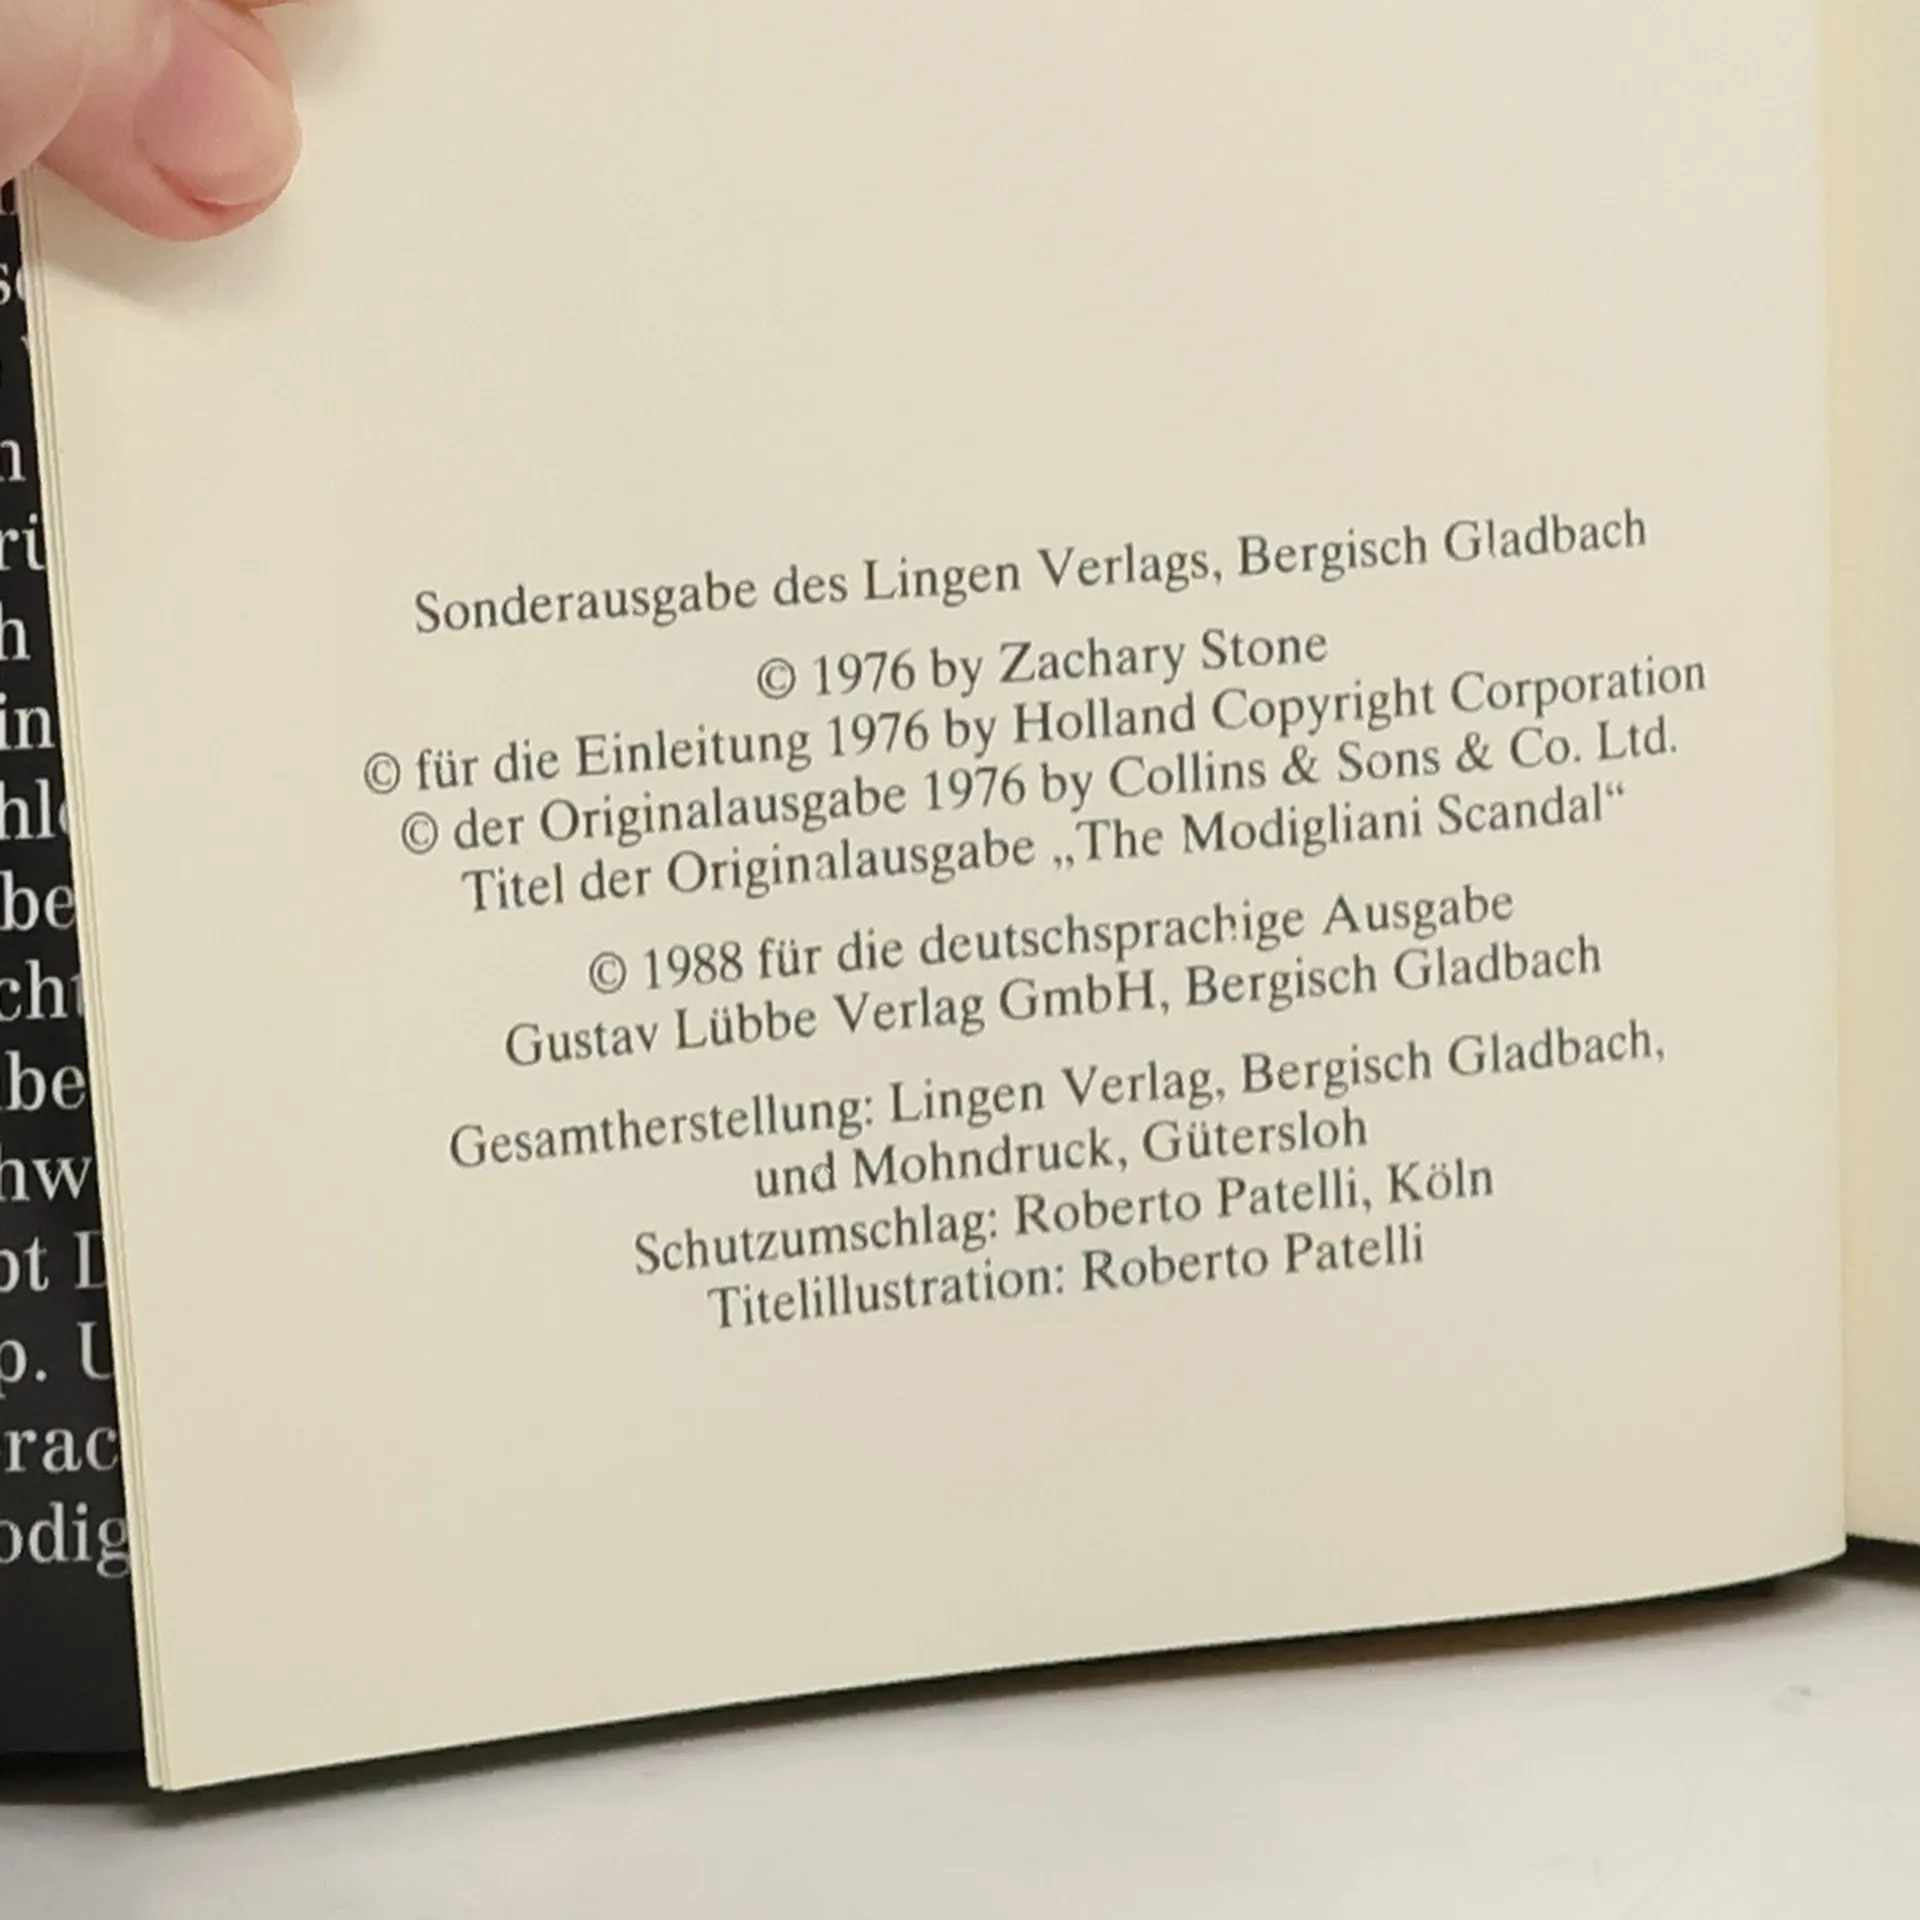 Sonderausgabe des Lingen Verlags, Bergisch Gladbach
© 1976 by Zachary Stone
© für die Einleitung 1976 by Holland Copyright Corporation
© der Originalausgabe 1976 by Collins & Sons & Co. Ltd.
Titel der Originalausgabe „The Modigliani Scandal“
© 1988 für die deutschsprachige Ausgabe
Gustav Lübbe Verlag GmbH, Bergisch Gladbach
Gesamtherstellung: Lingen Verlag, Bergisch Gladbach,
und Mohndruck, Gütersloh
Schutzumschlag: Roberto Patelli, Köln
Titelillustration: Roberto Patelli